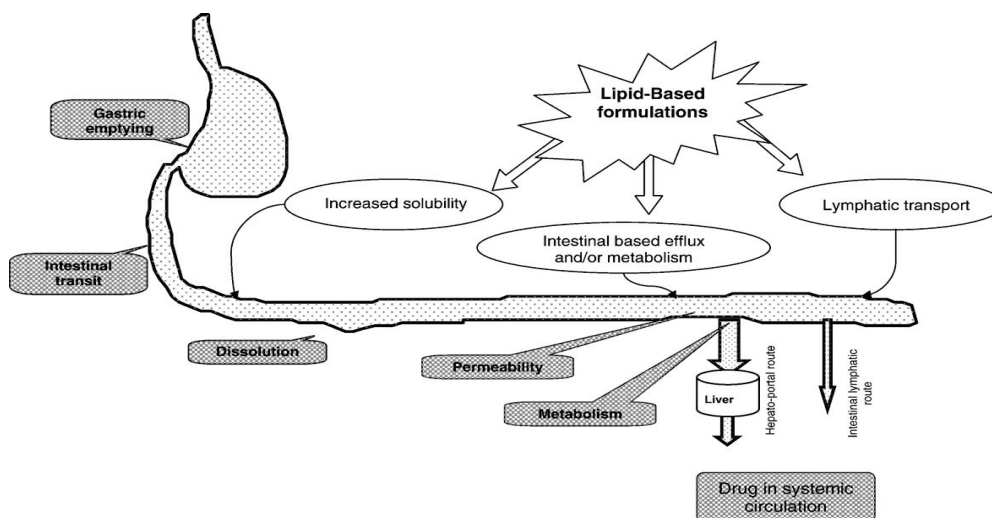 Lipid-Based
formulations
Gastric
emptying
Increased solubility
Lymphatic transport
Intestinal based efflux
and/or metabolism
Intestinal
transit
Dissolution
Permeability
Metabolism
Liver
Hepato-portal route
Intestinal lymphatic
route
Drug in systemic
circulation